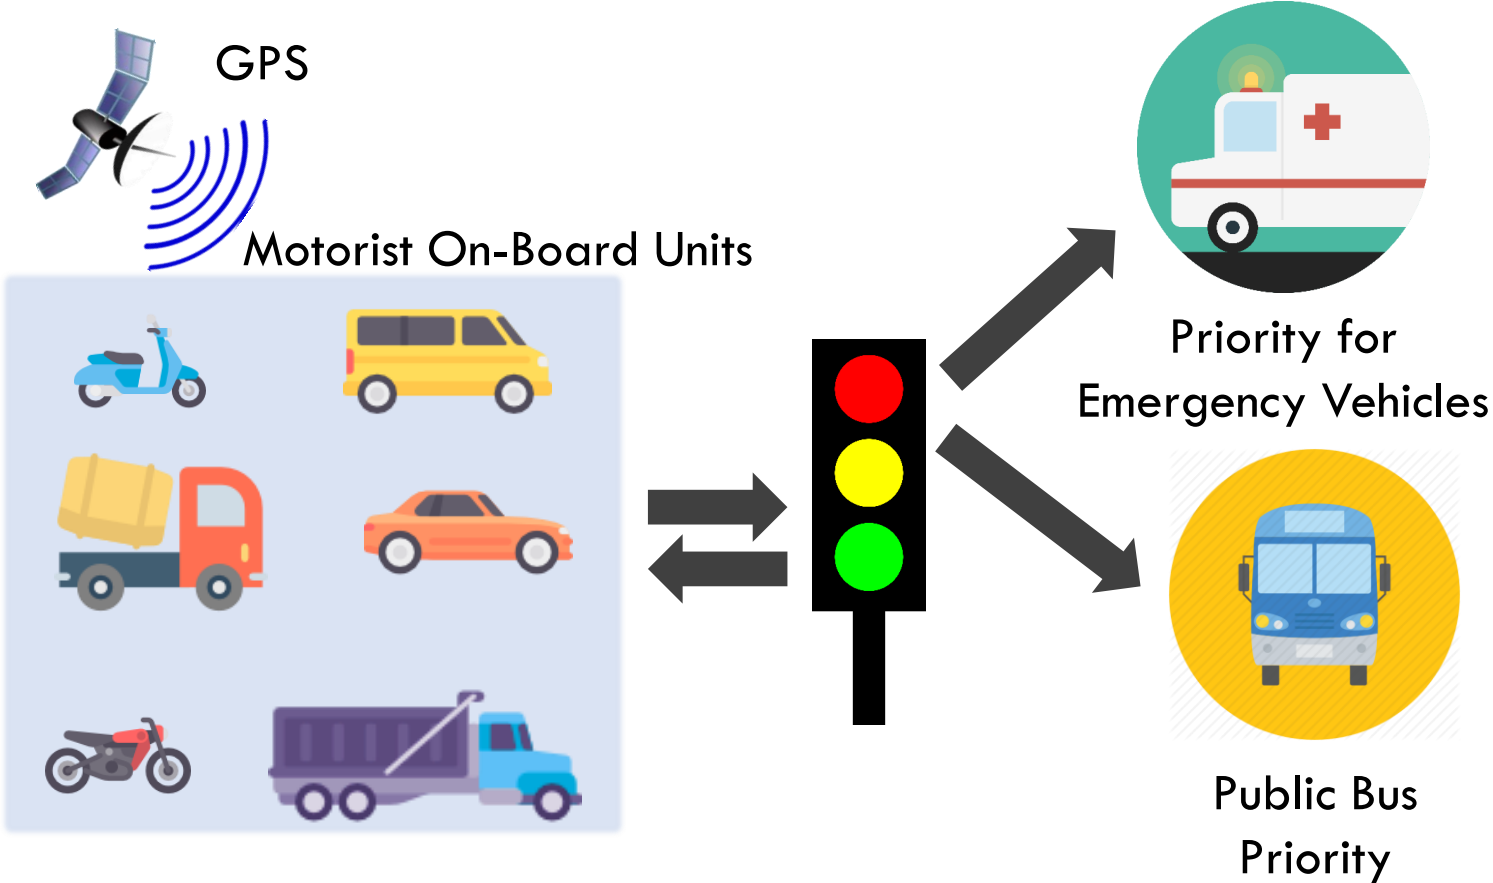 GPS
Motorist On-Board Units
Priority for
Emergency Vehicles
Public Bus
Priority